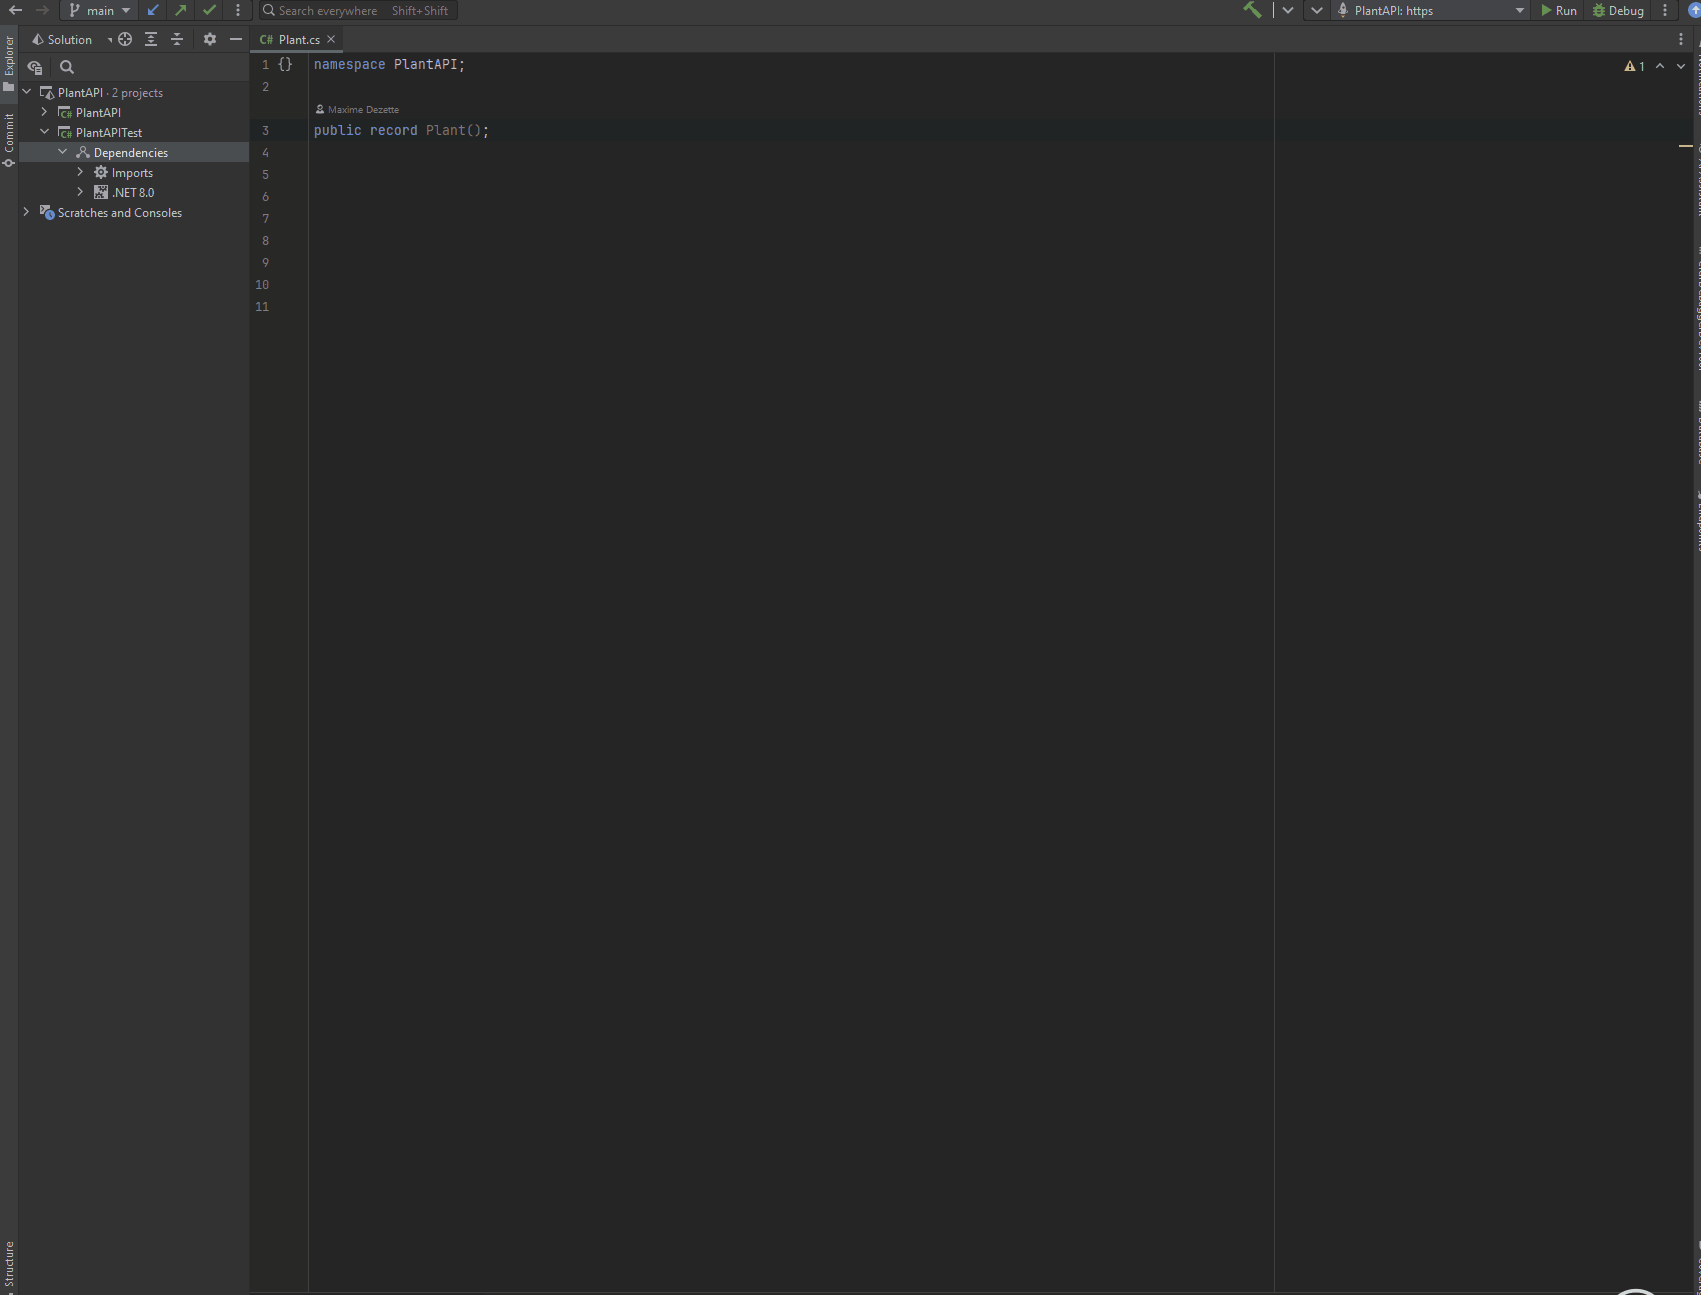 main
Search everywhere Shift+Shift
PlantAPI: https
Run
Debug
Explorer
Commit
Structure
Solution
PlantAPI · 2 projects
PlantAPI
PlantAPITest
Dependencies
Imports
.NET 8.0
Scratches and Consoles
C# Plant.cs
1 {} namespace PlantAPI;
2
Maxime Dezette
3 public record Plant();
4
5
6
7
8
9
10
11
1